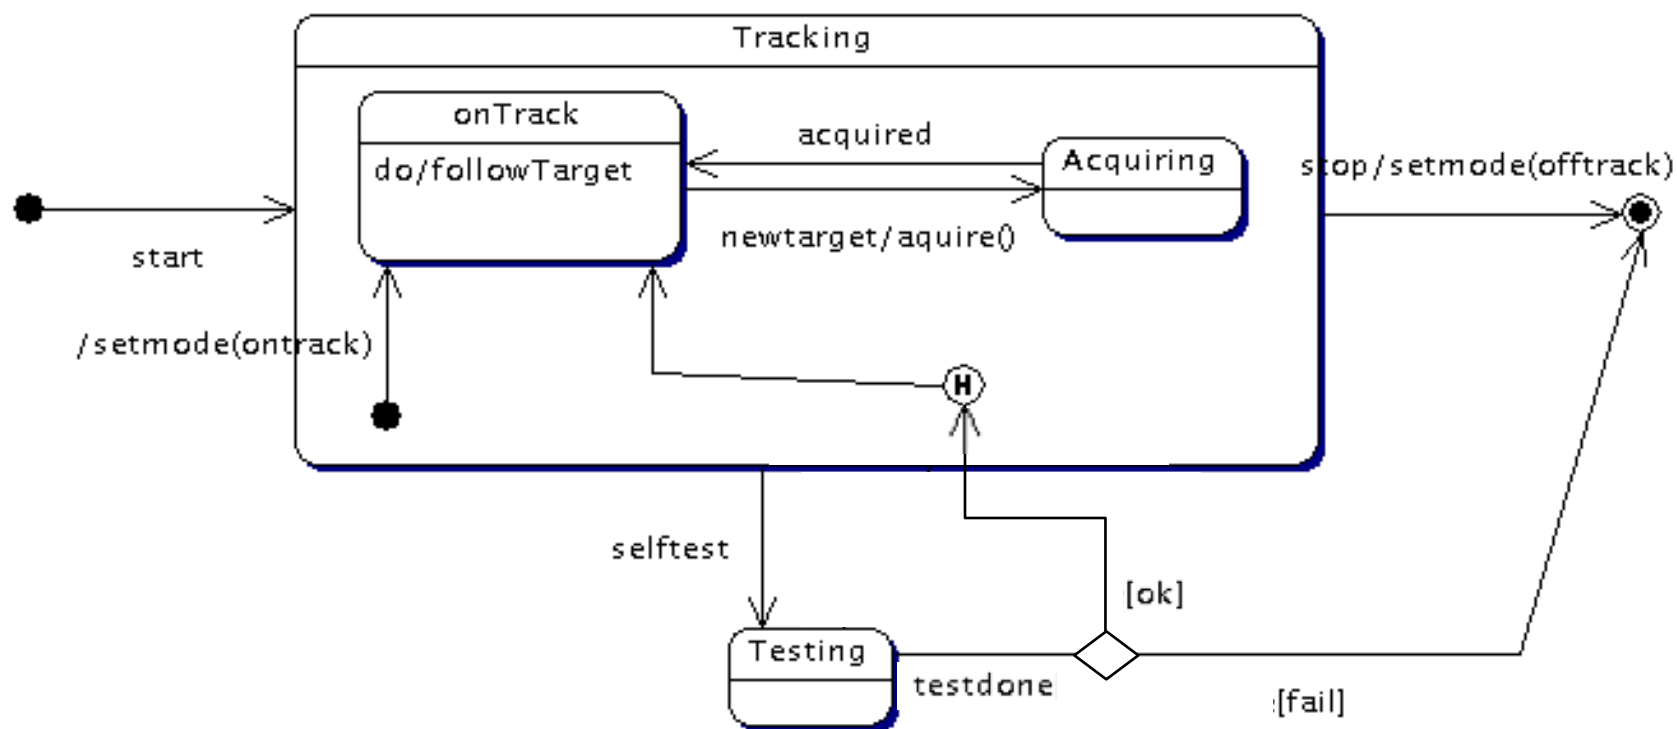 Tracking
onTrack
do/followTarget
acquired
Acquiring
stop/setmode(offtrack)
newtarget/aquire()
start
/setmode(ontrack)
H
selftest
[ok]
Testing
testdone
[fail]